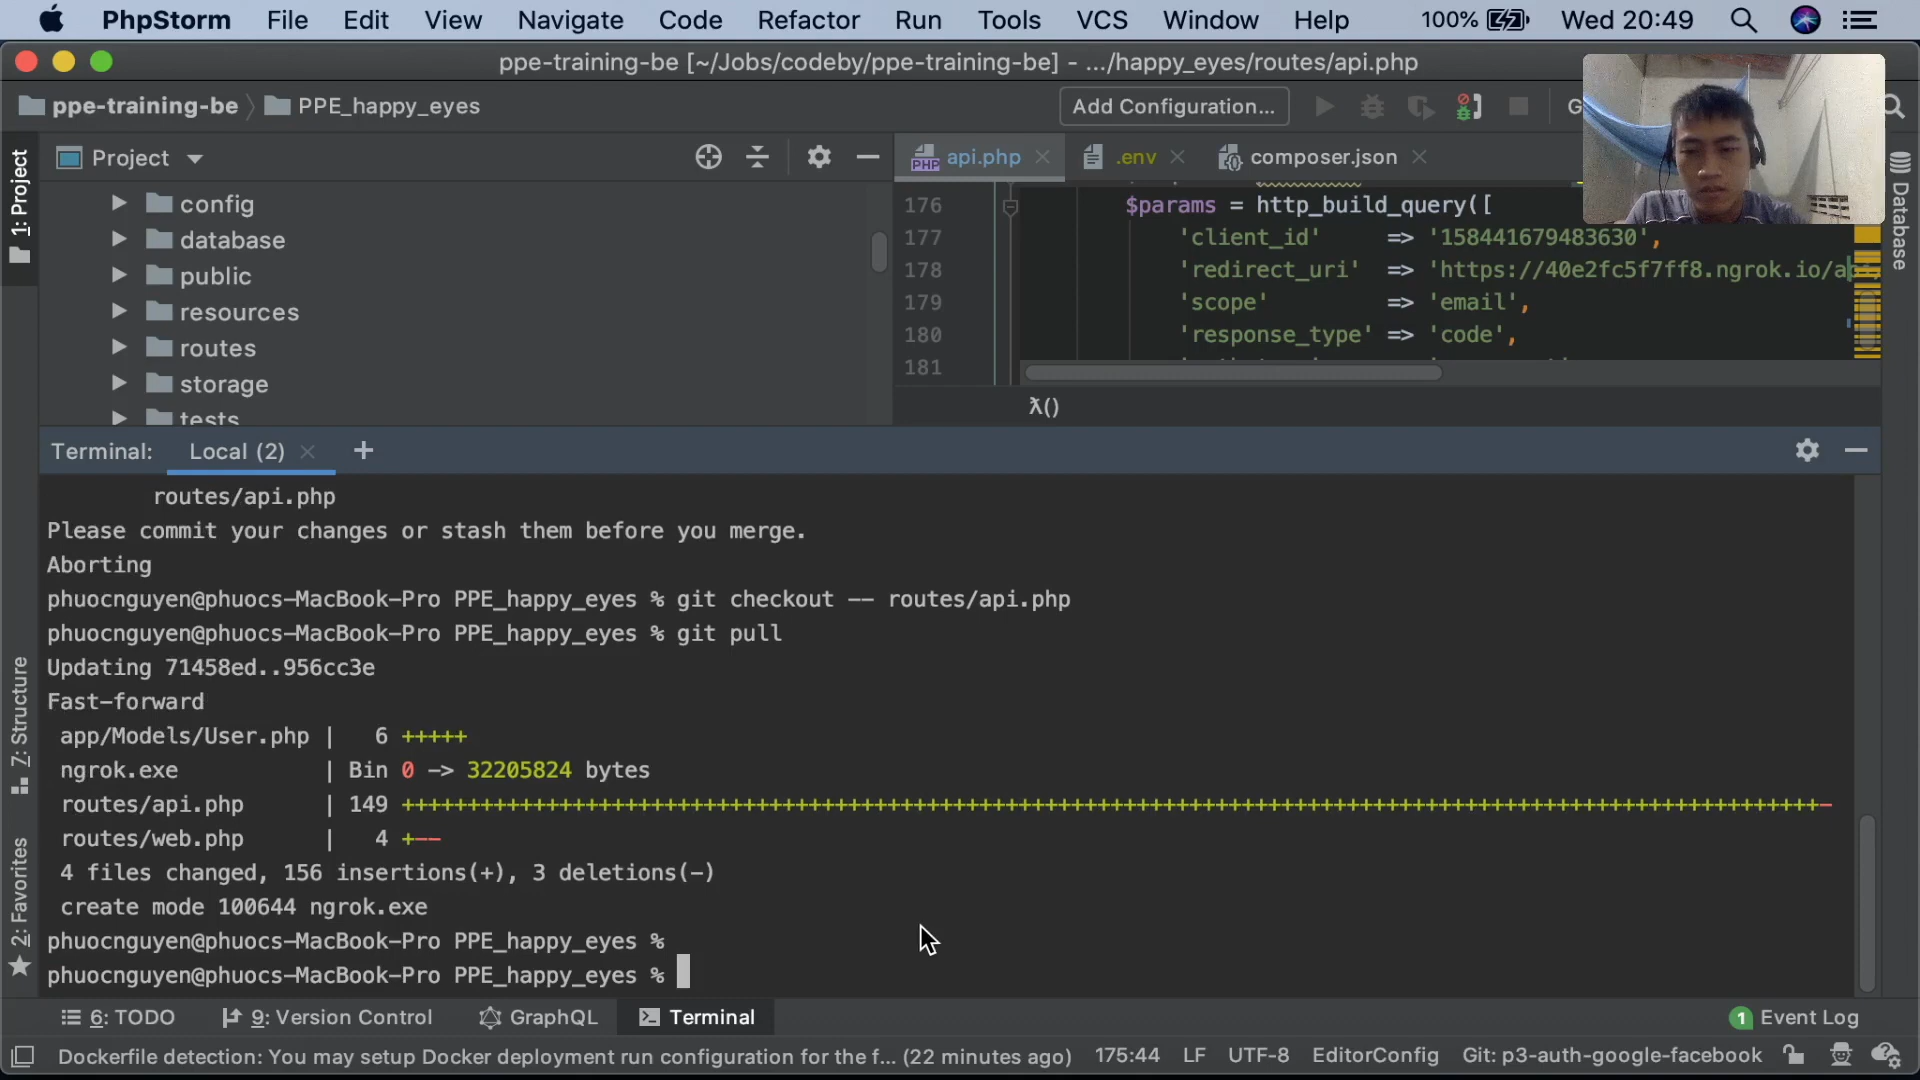 PhpStorm File Edit View Navigate Code Refactor Run Tools VCS Window Help 100% Wed 20:49
ppe-training-be [~/Jobs/codeby/ppe-training-be] - .../happy_eyes/routes/api.php
ppe-training-be PPE_happy_eyes Add Configuration...
1: Project
Project
config
database
public
resources
routes
storage
tests
api.php .env composer.json
176 $params = http_build_query([
177 'client_id' => '158441679483630',
178 'redirect_uri' => 'https://40e2fc5f7ff8.ngrok.io/ap
179 'scope' => 'email',
180 'response_type' => 'code',
181
λ()
Database
Terminal: Local (2) +
routes/api.php
Please commit your changes or stash them before you merge.
Aborting
phuocnguyen@phuocs-MacBook-Pro PPE_happy_eyes % git checkout -- routes/api.php
phuocnguyen@phuocs-MacBook-Pro PPE_happy_eyes % git pull
Updating 71458ed..956cc3e
Fast-forward
app/Models/User.php | 6 +++++
ngrok.exe | Bin 0 -> 32205824 bytes
routes/api.php | 149 ++++++++++++++++++++++++++++++++++++++++++++++++++++++++++++++++++++++++++++++++++++++++++++++++++++++++++++-
routes/web.php | 4 +--
4 files changed, 156 insertions(+), 3 deletions(-)
create mode 100644 ngrok.exe
phuocnguyen@phuocs-MacBook-Pro PPE_happy_eyes %
phuocnguyen@phuocs-MacBook-Pro PPE_happy_eyes %
7: Structure
2: Favorites
6: TODO 9: Version Control GraphQL Terminal 1 Event Log
Dockerfile detection: You may setup Docker deployment run configuration for the f... (22 minutes ago) 175:44 LF UTF-8 EditorConfig Git: p3-auth-google-facebook